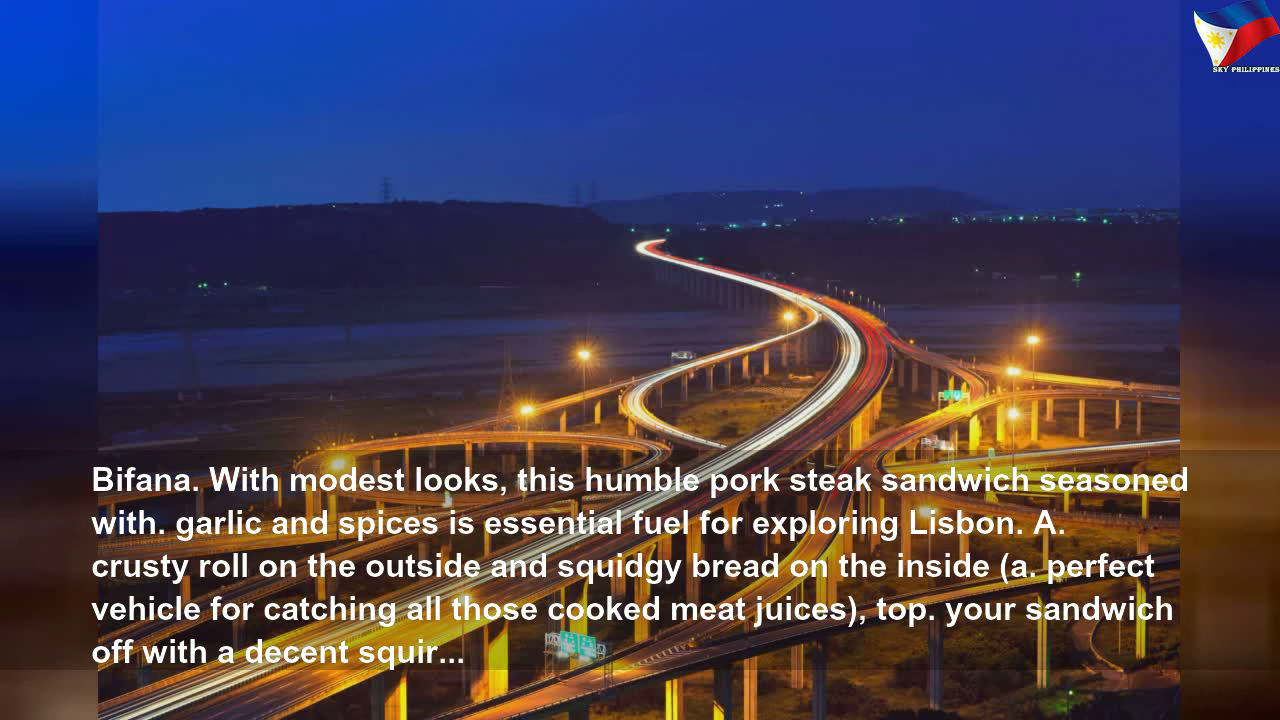 SKY PHILIPPINES
Bifana. With modest looks, this humble pork steak sandwich seasoned
with. garlic and spices is essential fuel for exploring Lisbon. A.
crusty roll on the outside and squidgy bread on the inside (a. perfect
vehicle for catching all those cooked meat juices), top. your sandwich
off with a decent squir...